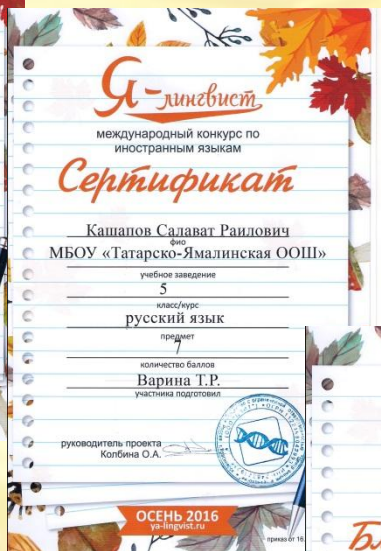 Я-лингвист
международный конкурс по
иностранным языкам
Сертификат
Кашапов Салават Раилович
фио
МБОУ «Татарско-Ямалинская ООШ»
учебное заведение
5
класс/курс
русский язык
предмет
7
количество баллов
Варина Т.Р.
участника подготовил
руководитель проекта
Колбина О.А.
ОСЕНЬ 2016
ya-lingvist.ru
приказ от 16